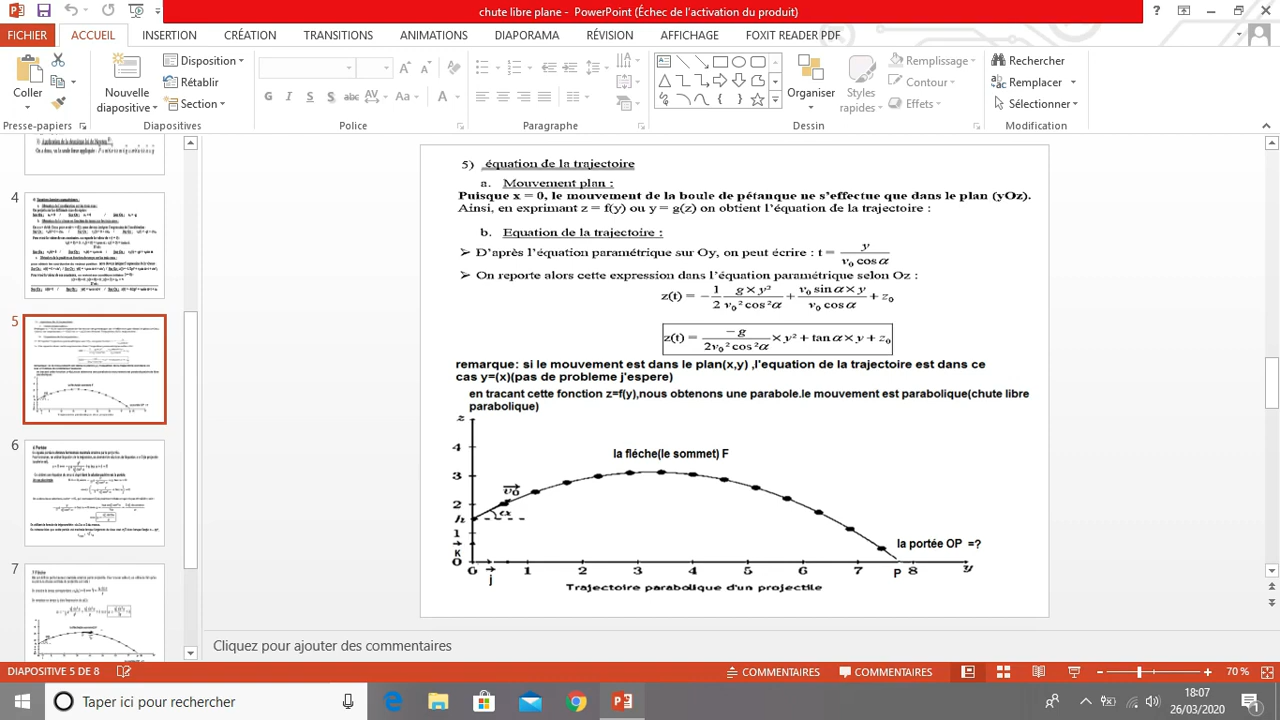 chute libre plane - PowerPoint (Échec de l'activation du produit)
FICHIER ACCUEIL INSERTION CRÉATION TRANSITIONS ANIMATIONS DIAPORAMA RÉVISION AFFICHAGE FOXIT READER PDF
Coller
Nouvelle diapositive
Disposition
Rétablir
Section
G I S S abc AV Aa A
Organiser
Styles rapides
Remplissage
Contour
Effets
Rechercher
Remplacer
Sélectionner
Presse-papiers Diapositives Police Paragraphe Dessin Modification
4
5
6
7
5) équation de la trajectoire
a. Mouvement plan :
Puisque x = 0, le mouvement de la boule de pétanque ne s'effectue que dans le plan (yOz).
Ainsi, en exprimant z = f(y) ou y = g(z) on obtient l'équation de la trajectoire :
b. Equation de la trajectoire :
D'après l'équation paramétrique sur Oy, on peut écrire : t = y / (v₀ cos α)
On report alors cette expression dans l'équation paramétrique selon Oz :
z(t) = − 1/2 g × y² / (v₀² cos² α) + v₀ sin α × y / (v₀ cos α) + z₀
z(t) = −g / (2v₀² cos² α) × y² + tan α × y + z₀
remarque: si le mouvement est dans le plan(x,y),l'equation de la trajectoire est dans ce
cas y=(x)(pas de probleme j'espere)
en tracant cette fonction z=f(y),nous obtenons une parabole.le mouvement est parabolique(chute libre
parabolique)
z
4
la fléche(le sommet) F
3
v₀
2
h α
1
la portée OP =?
K
O
0 1 2 3 4 5 6 7 P 8 y
Trajectoire parabolique d'un projectile
Cliquez pour ajouter des commentaires
DIAPOSITIVE 5 DE 8 COMMENTAIRES COMMENTAIRES 70 %
Taper ici pour rechercher
18:07
26/03/2020